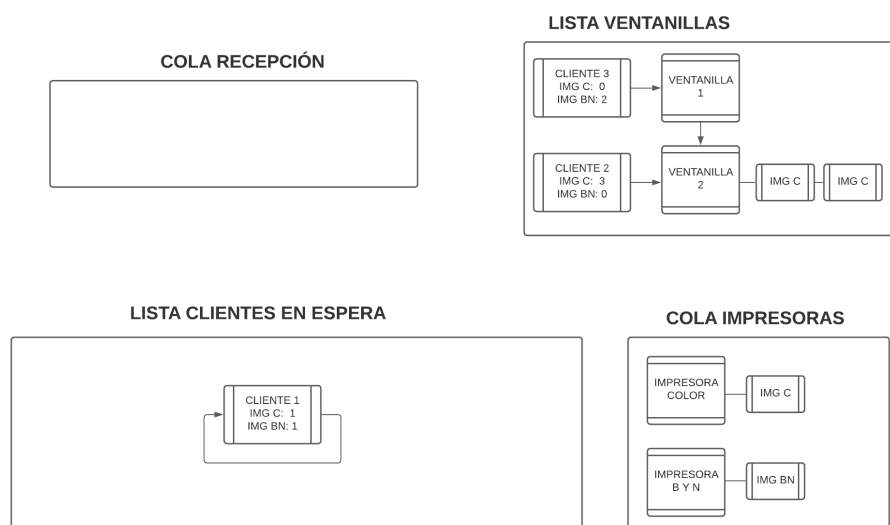 LISTA VENTANILLAS
COLA RECEPCIÓN
CLIENTE 3
IMG C: 0
IMG BN: 2
VENTANILLA
1
CLIENTE 2
IMG C: 3
IMG BN: 0
VENTANILLA
2
IMG C
IMG C
LISTA CLIENTES EN ESPERA
COLA IMPRESORAS
CLIENTE 1
IMG C: 1
IMG BN: 1
IMPRESORA
COLOR
IMG C
IMPRESORA
B Y N
IMG BN